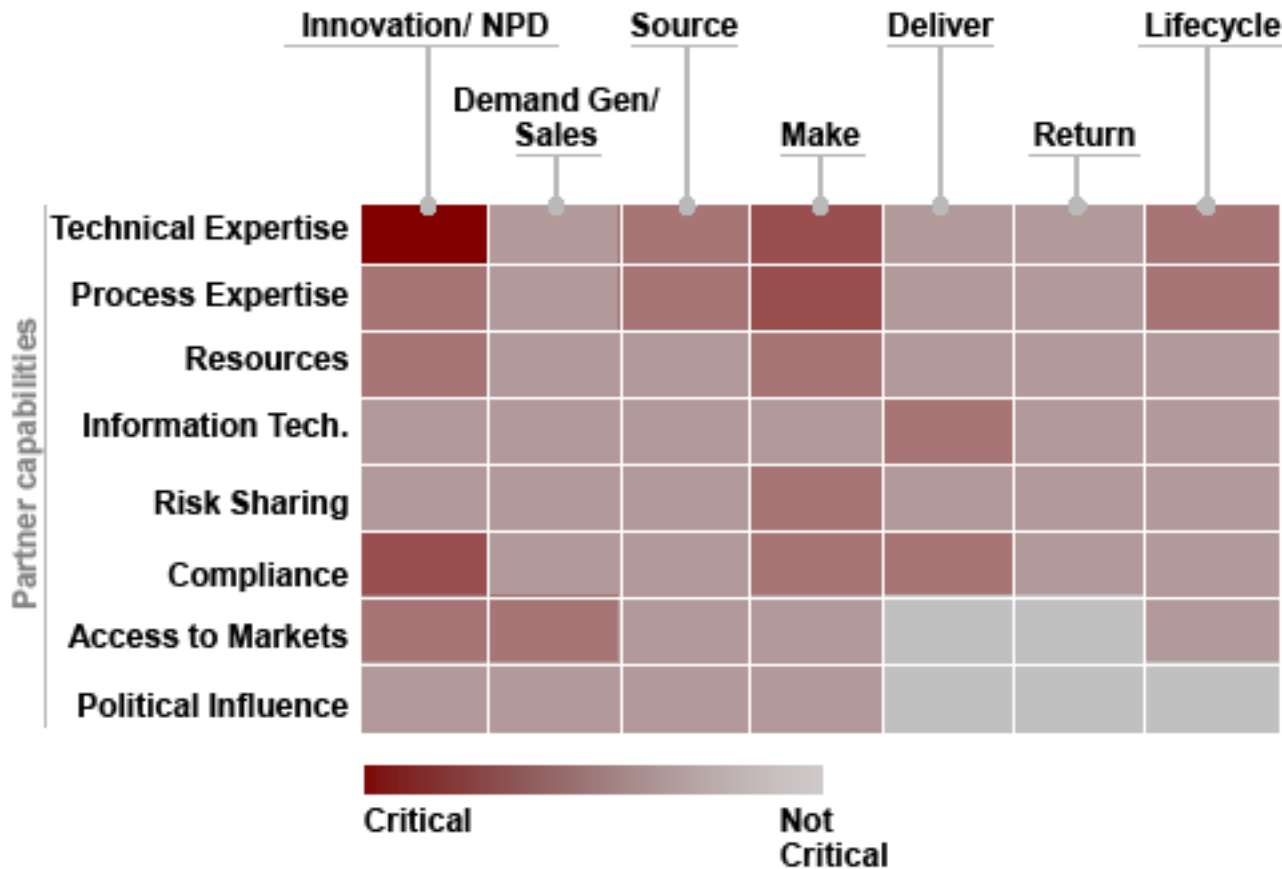 Innovation/ NPD
Source
Deliver
Lifecycle
Demand Gen/
Sales
Make
Return
Partner capabilities
Technical Expertise
Process Expertise
Resources
Information Tech.
Risk Sharing
Compliance
Access to Markets
Political Influence
Critical
Not
Critical